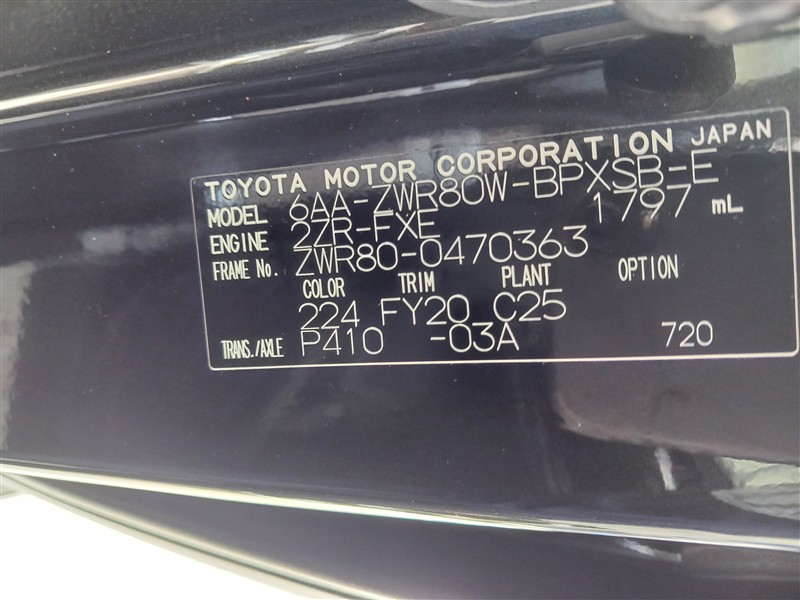 TOYOTA MOTOR CORPORATION JAPAN
MODEL 6AA-ZWR80W-BPXSB-E
ENGINE 2ZR-FXE 1797 mL
FRAME No. ZWR80-0470363
COLOR TRIM PLANT OPTION
224 FY20 C25
TRANS./AXLE P410 -03A 720